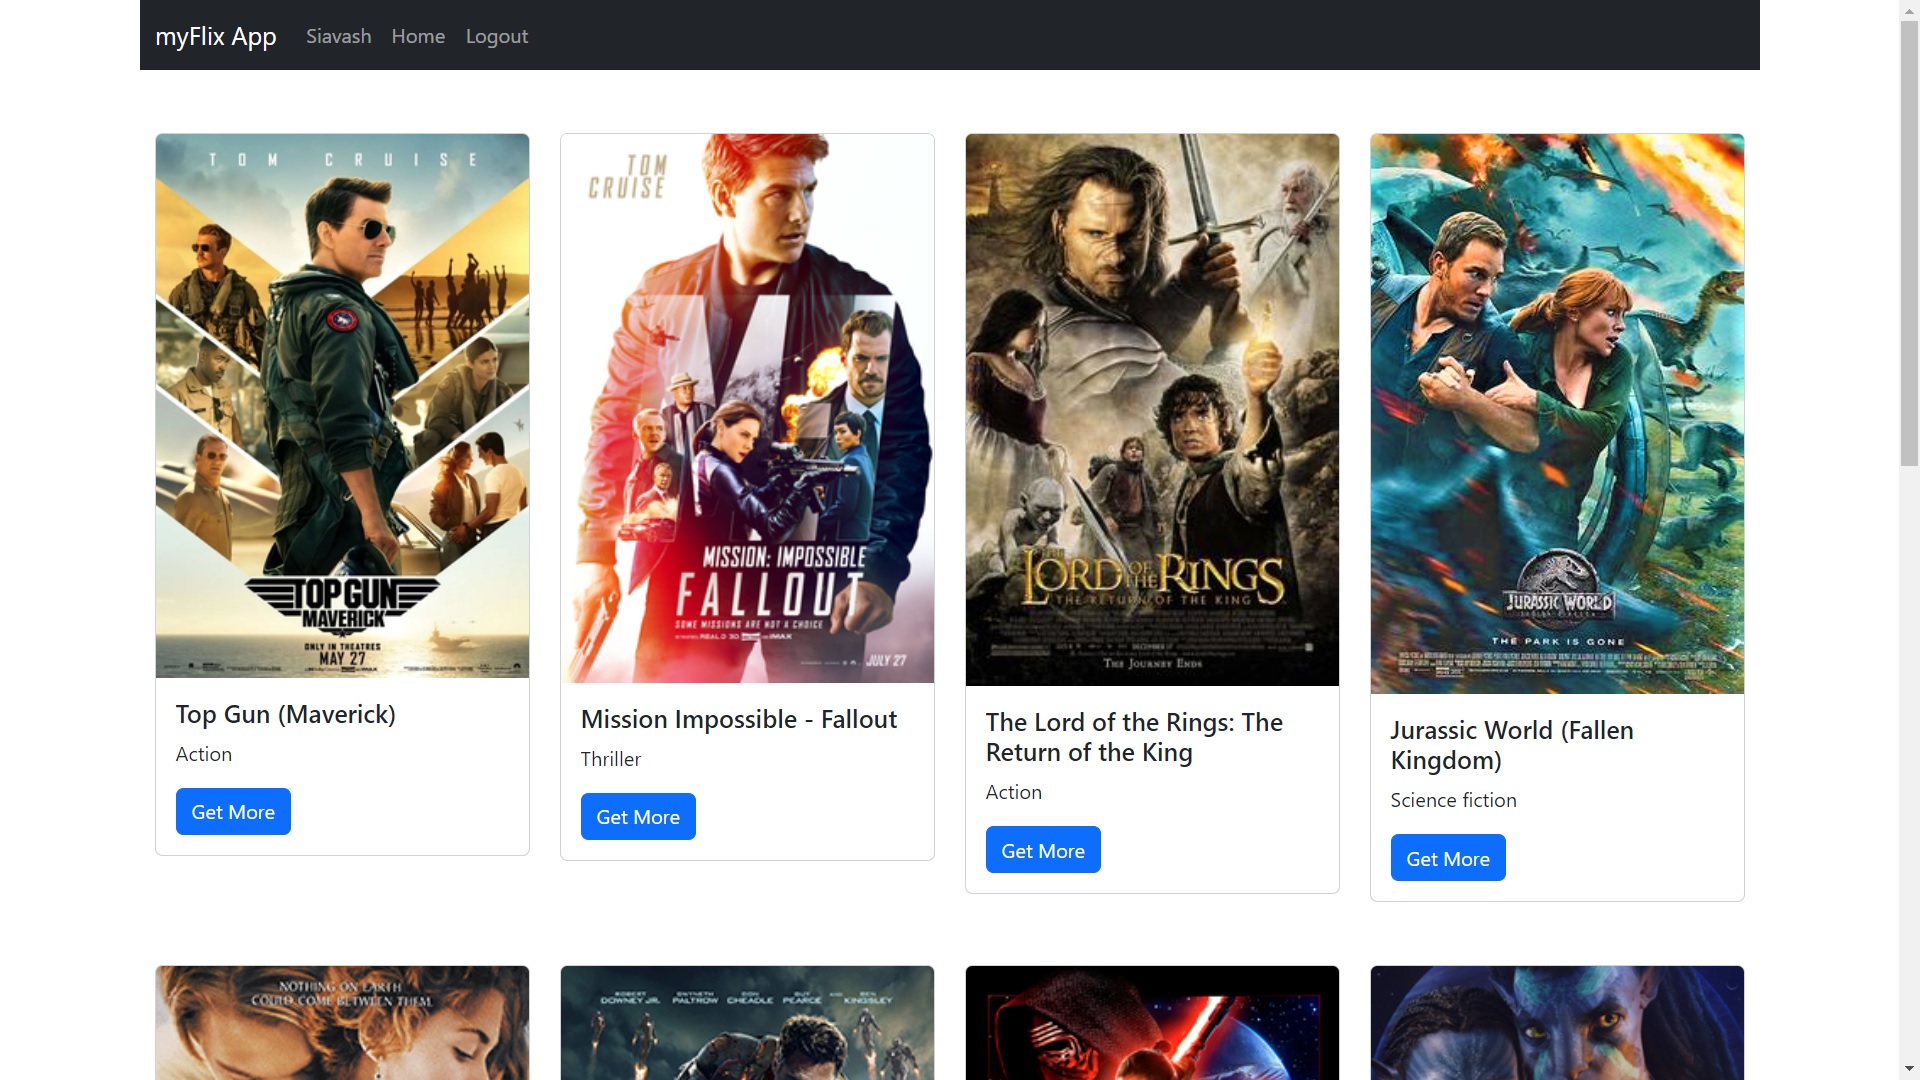 myFlix App
Siavash
Home
Logout
TOM CRUISE
TOP GUN
MAVERICK
ONLY IN THEATRES
MAY 27
Top Gun (Maverick)
Action
Get More
TOM
CRUISE
MISSION: IMPOSSIBLE
FALLOUT
SOME MISSIONS ARE NOT A CHOICE
JULY 27
Mission Impossible - Fallout
Thriller
Get More
THE LORD OF THE RINGS
THE RETURN OF THE KING
THE JOURNEY ENDS
The Lord of the Rings: The
Return of the King
Action
Get More
JURASSIC WORLD
THE PARK IS GONE
Jurassic World (Fallen
Kingdom)
Science fiction
Get More
NOTHING ON EARTH
COULD COME BETWEEN THEM.
ROBERT DOWNEY JR.
GWYNETH PALTROW
DON CHEADLE
GUY PEARCE
AND BEN KINGSLEY